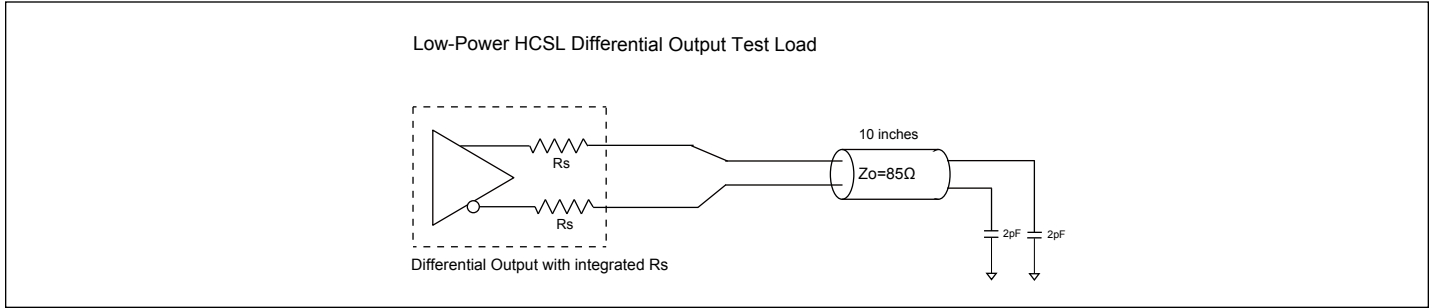 Low-Power HCSL Differential Output Test Load
10 inches
Rs
Zo=85Ω
Rs
2pF
2pF
Differential Output with integrated Rs